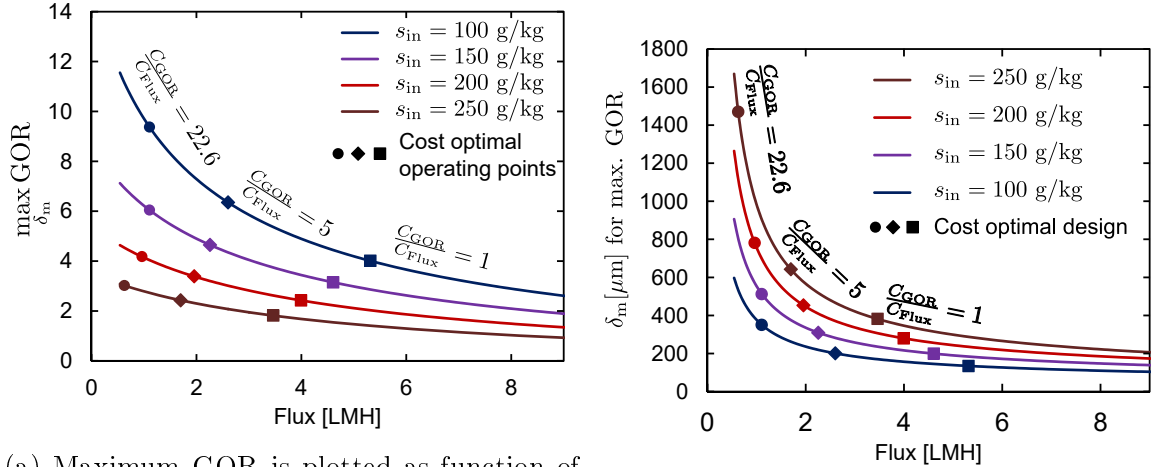 14
12
10
8
6
4
2
0
max GOR
δm
0 2 4 6 8
Flux [LMH]
s_in = 100 g/kg
s_in = 150 g/kg
s_in = 200 g/kg
s_in = 250 g/kg
Cost optimal
operating points
C_GOR/C_Flux = 22.6
C_GOR/C_Flux = 5
C_GOR/C_Flux = 1
(a) Maximum GOR is plotted as function of
1800
1600
1400
1200
1000
800
600
400
200
0
δm [μm] for max. GOR
0 2 4 6 8
Flux [LMH]
s_in = 250 g/kg
s_in = 200 g/kg
s_in = 150 g/kg
s_in = 100 g/kg
Cost optimal design
C_GOR/C_Flux = 22.6
C_GOR/C_Flux = 5
C_GOR/C_Flux = 1